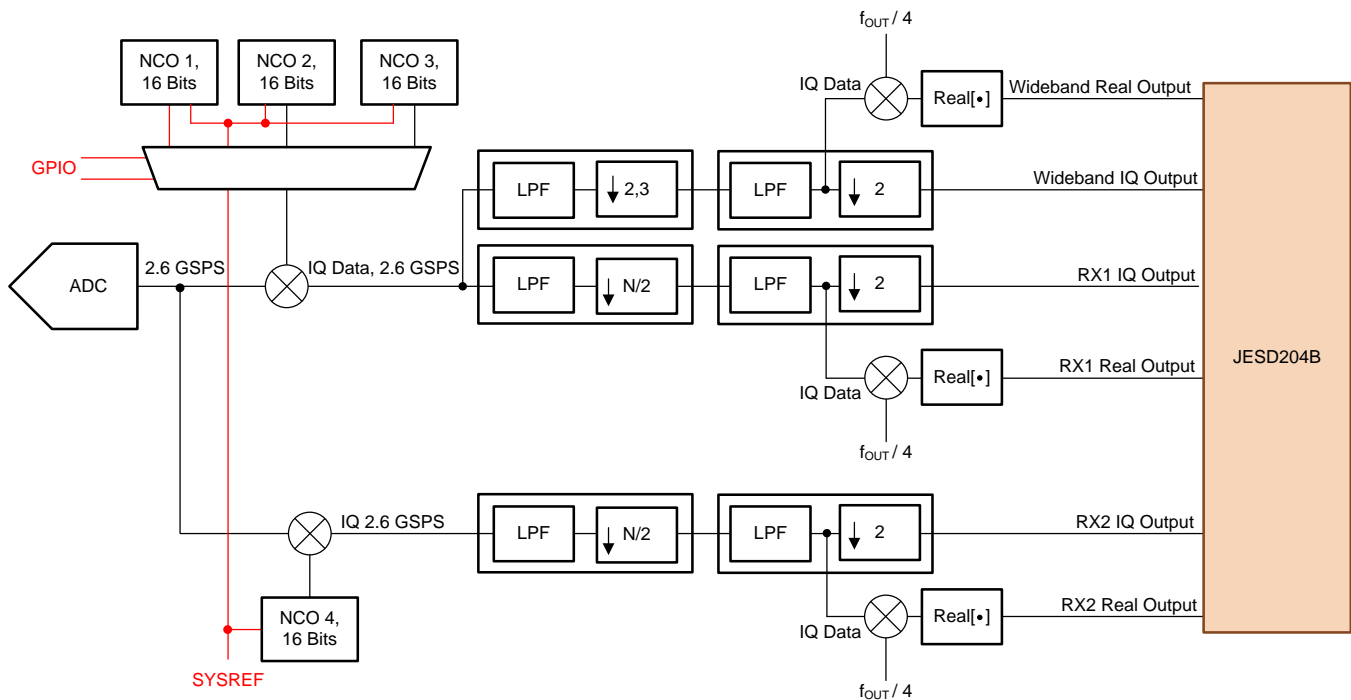 f_OUT / 4
NCO 1,
16 Bits
NCO 2,
16 Bits
NCO 3,
16 Bits
IQ Data
Real[•]
Wideband Real Output
GPIO
LPF
↓ 2,3
LPF
↓ 2
Wideband IQ Output
ADC
2.6 GSPS
IQ Data, 2.6 GSPS
LPF
↓ N/2
LPF
↓ 2
RX1 IQ Output
JESD204B
IQ Data
Real[•]
RX1 Real Output
f_OUT / 4
IQ 2.6 GSPS
LPF
↓ N/2
LPF
↓ 2
RX2 IQ Output
NCO 4,
16 Bits
IQ Data
Real[•]
RX2 Real Output
SYSREF
f_OUT / 4